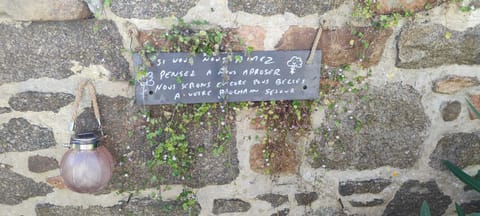 SI VOUS NOUS AIMEZ
PENSEZ A NOUS ARROSER
NOUS SERONS ENCORE PLUS BELLES
A VOTRE PROCHAIN SEJOUR